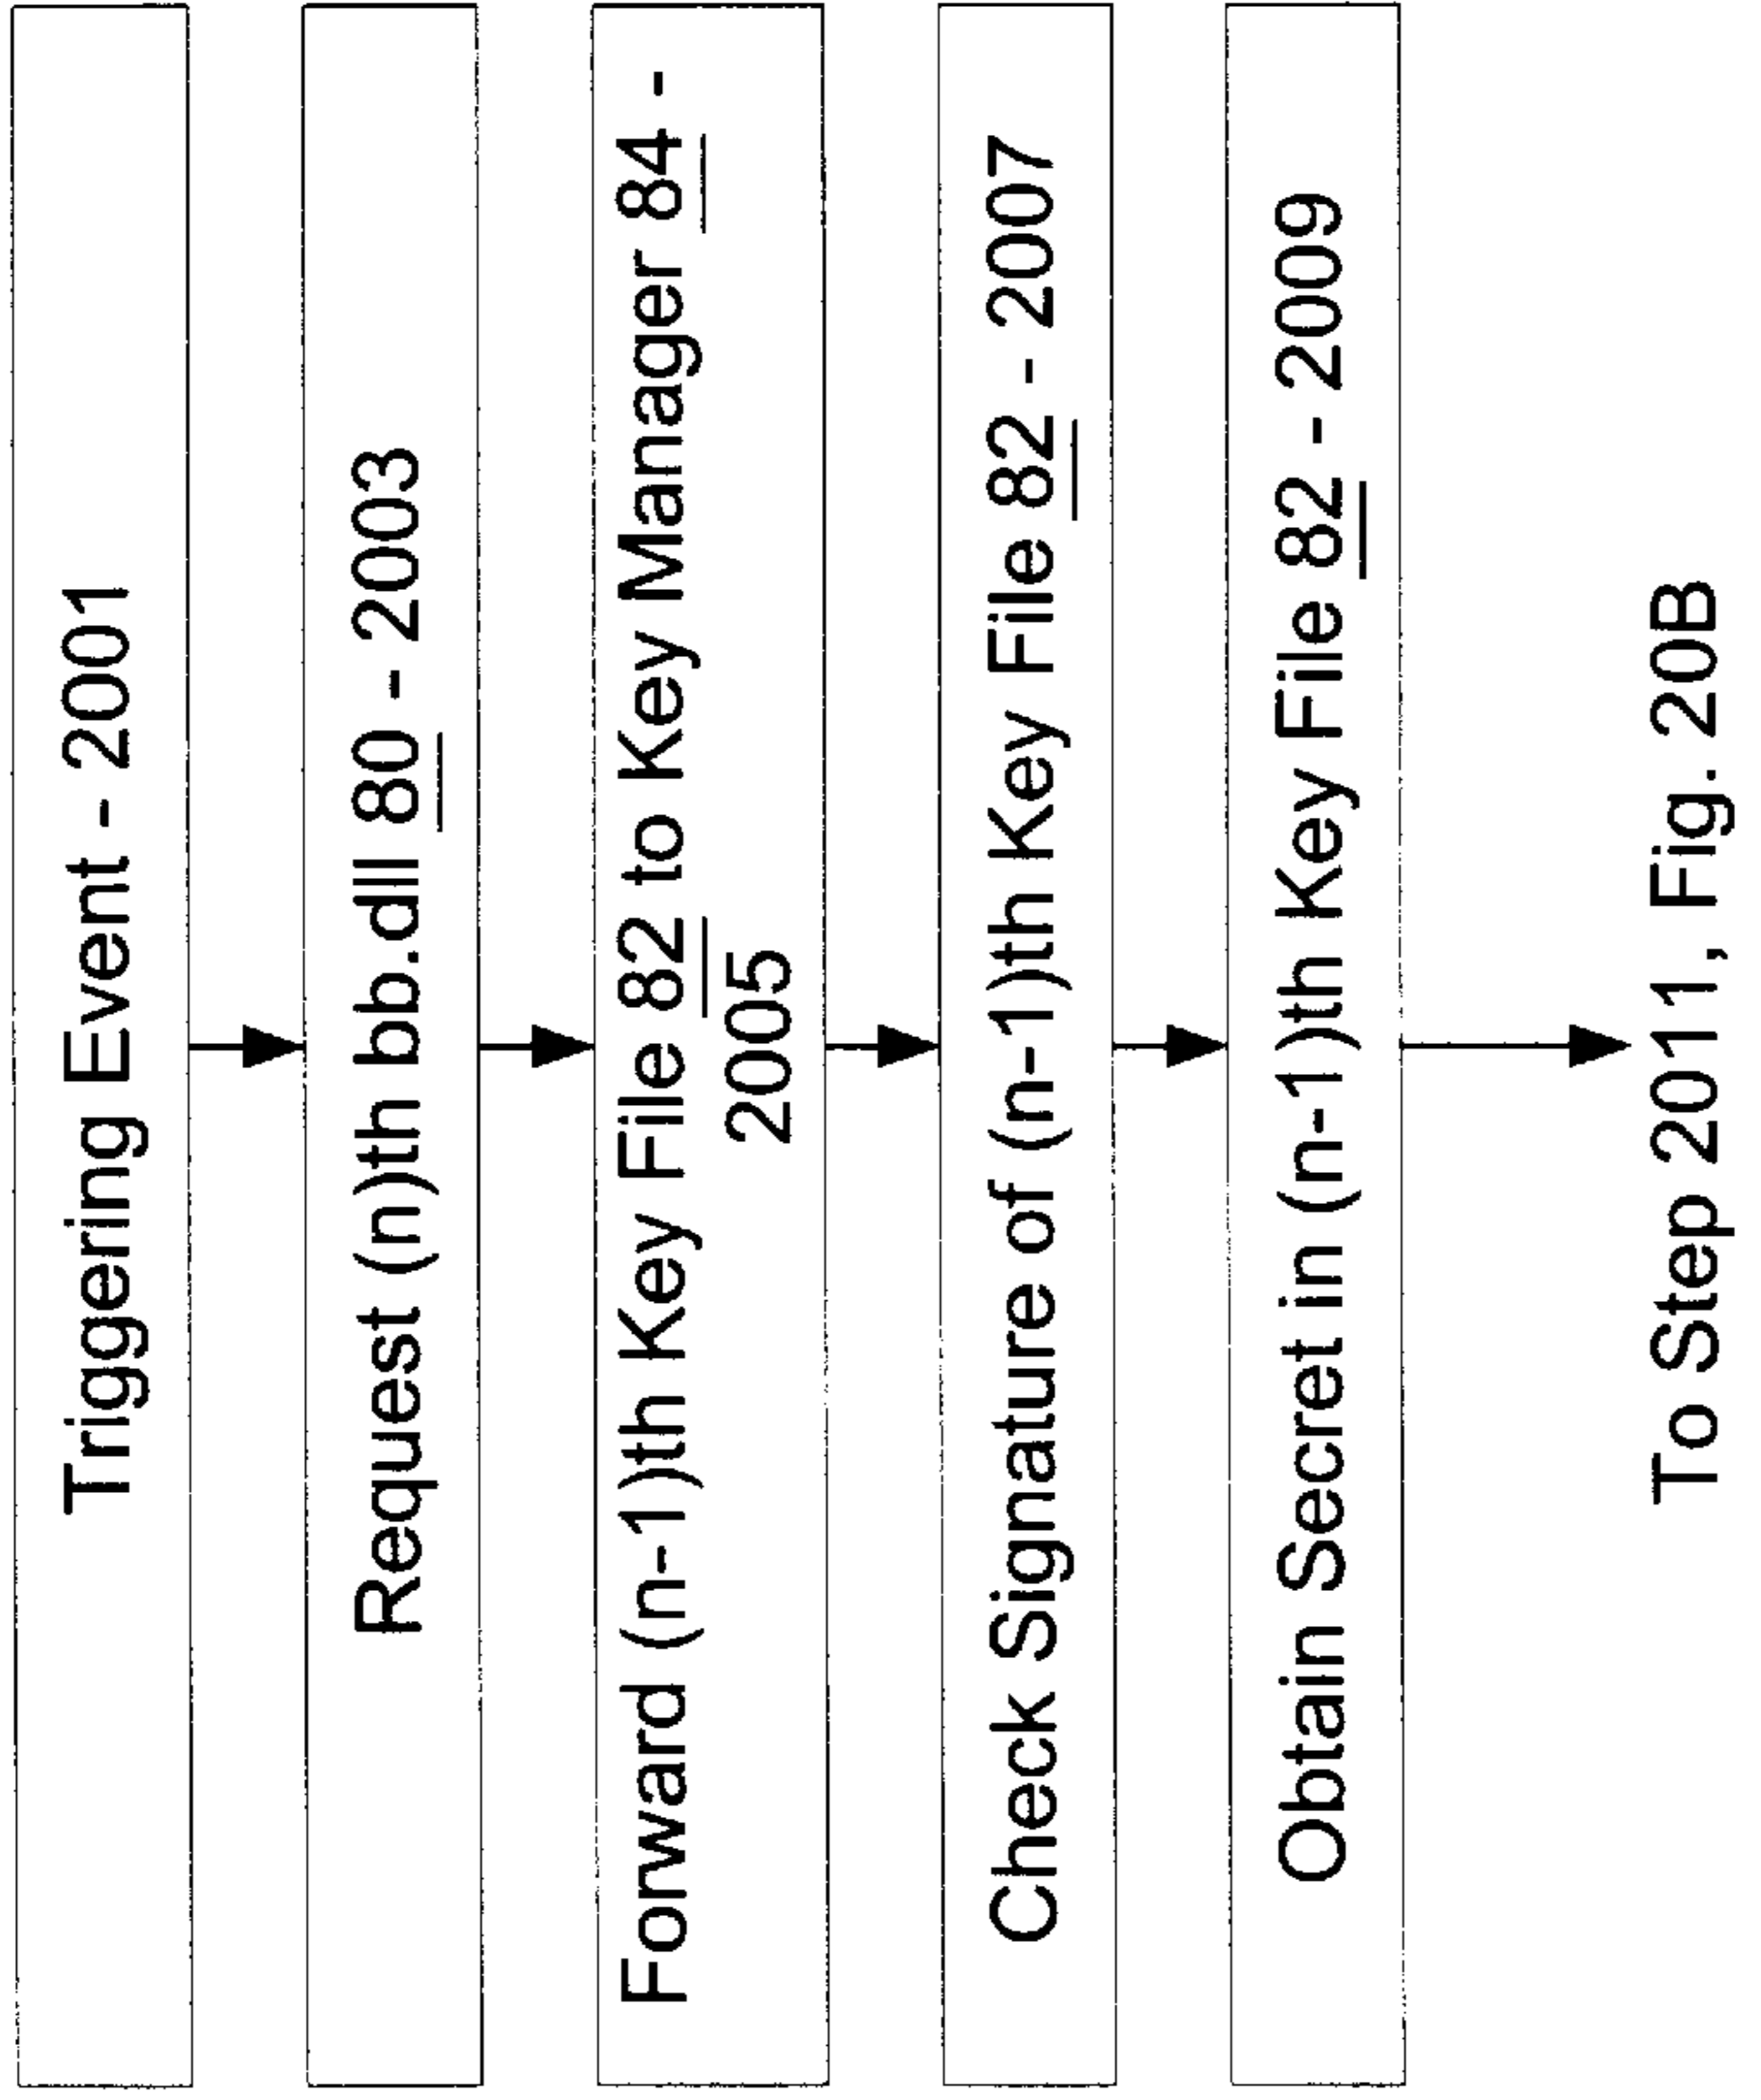 Triggering Event - 2001
Request (n)th bb.dll 80 - 2003
Forward (n-1)th Key File 82 to Key Manager 84 -
2005
Check Signature of (n-1)th Key File 82 - 2007
Obtain Secret in (n-1)th Key File 82 - 2009
To Step 2011, Fig. 20B